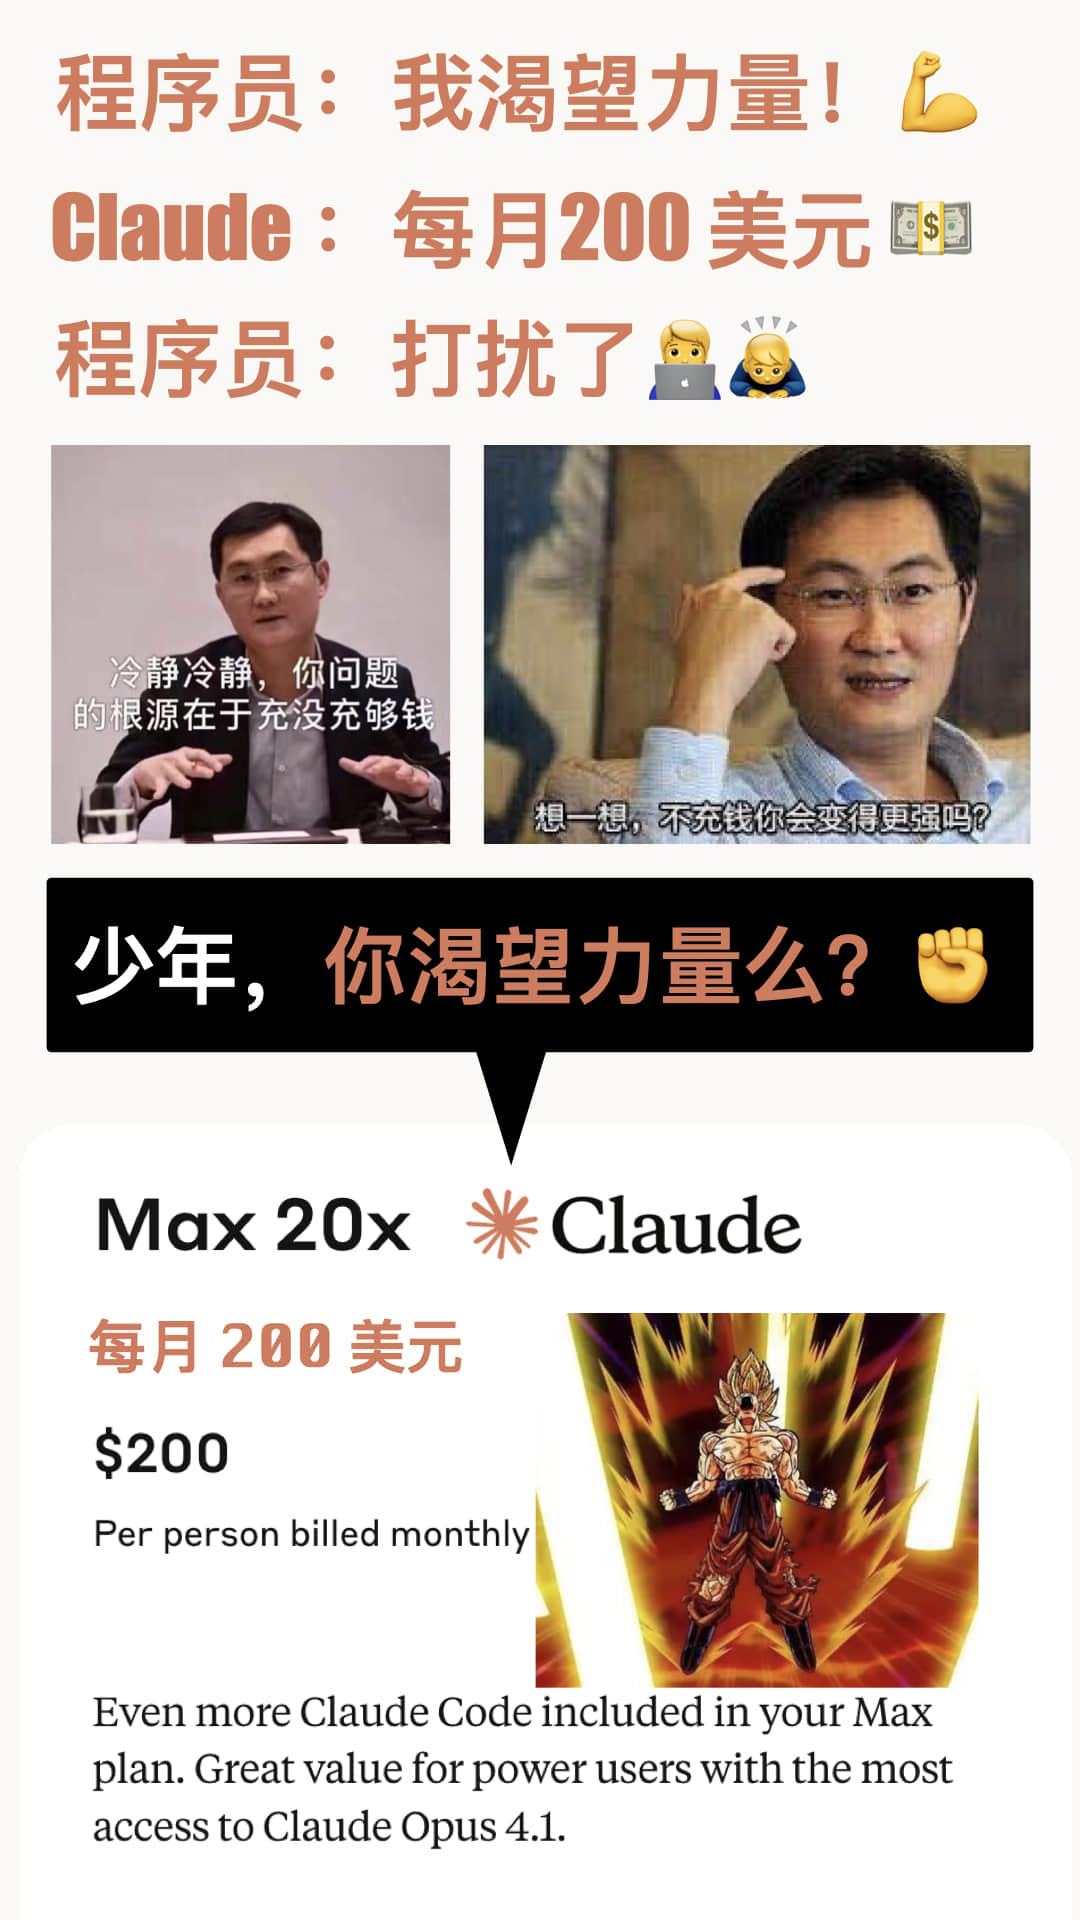 程序员：我渴望力量！💪
Claude：每月200 美元💵
程序员：打扰了🧑‍💻🙇
冷静冷静，你问题
的根源在于充没充够钱
想一想，不充钱你会变得更强吗?
少年，你渴望力量么？✊
Max 20x Claude
每月 200 美元
$200
Per person billed monthly
Even more Claude Code included in your Max
plan. Great value for power users with the most
access to Claude Opus 4.1.